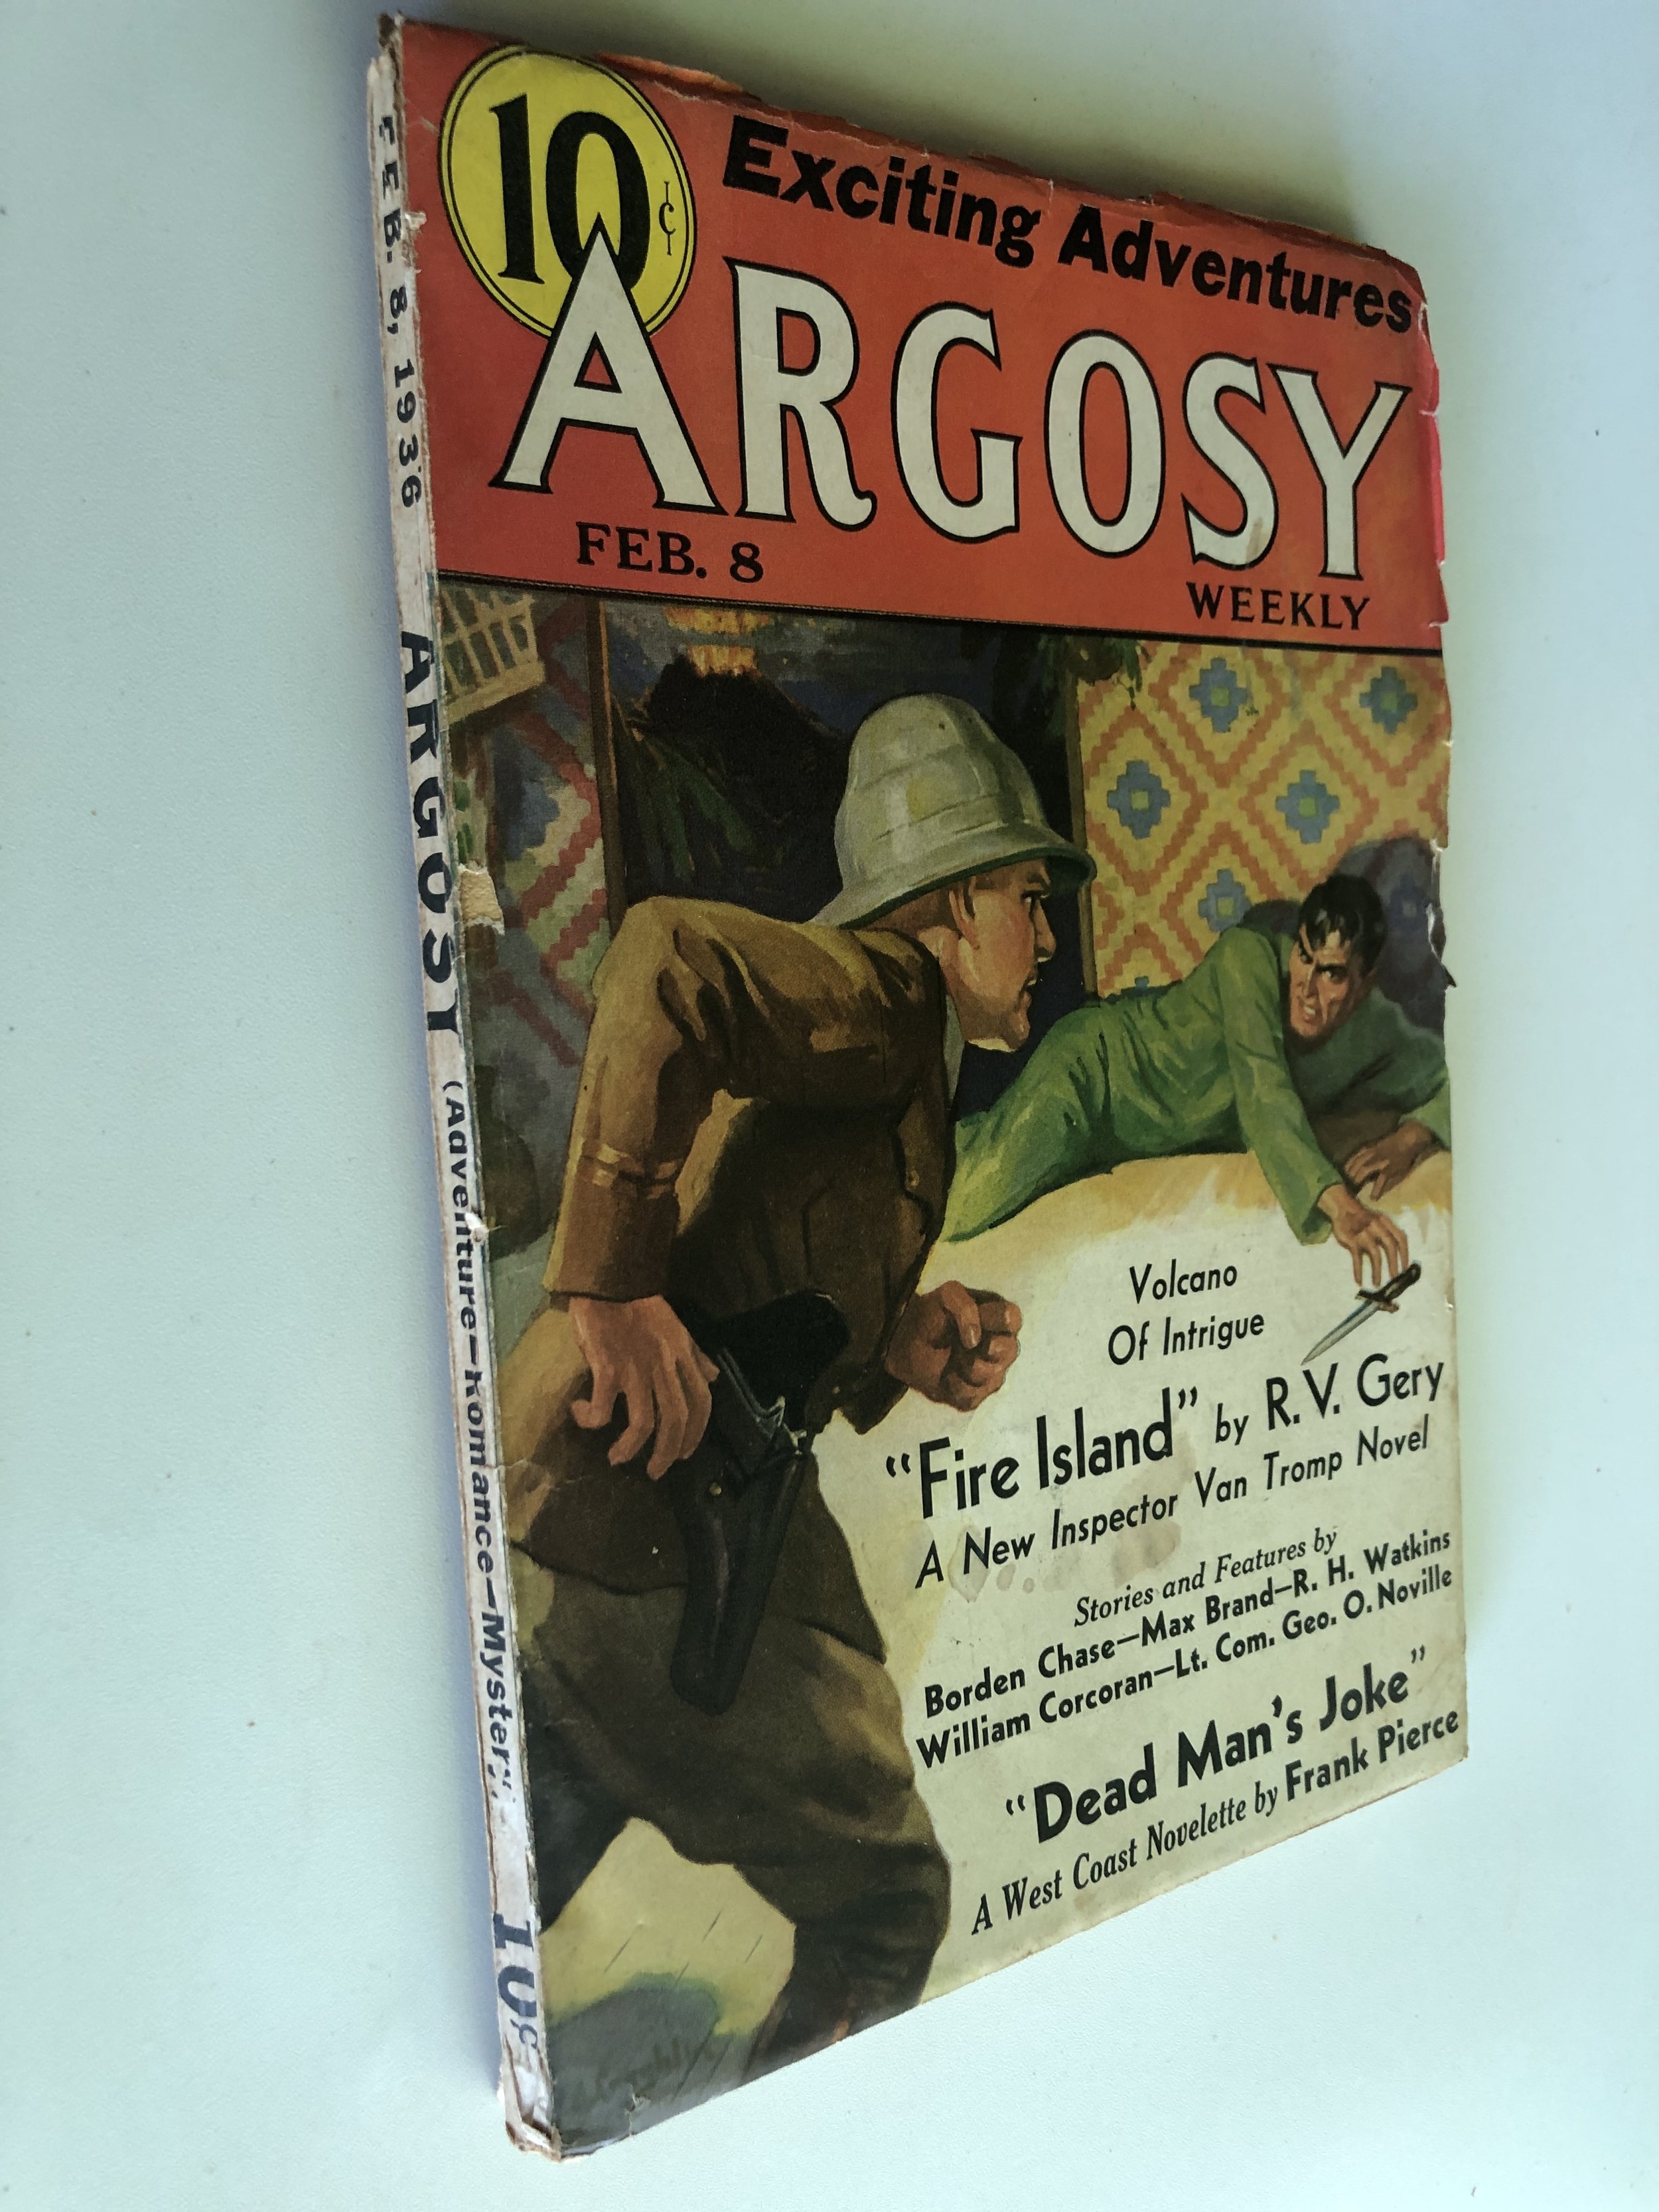 10¢
Exciting Adventures
ARGOSY
FEB. 8
WEEKLY
Volcano
Of Intrigue
"Fire Island" by R. V. Gery
A New Inspector Van Tromp Novel
Stories and Features by
Borden Chase—Max Brand—R. H. Watkins
William Corcoran—Lt. Com. Geo. O. Noville
"Dead Man's Joke"
A West Coast Novelette by Frank Pierce
FEB. 8, 1936 ARGOSY (Adventure—Romance—Mystery) 10¢